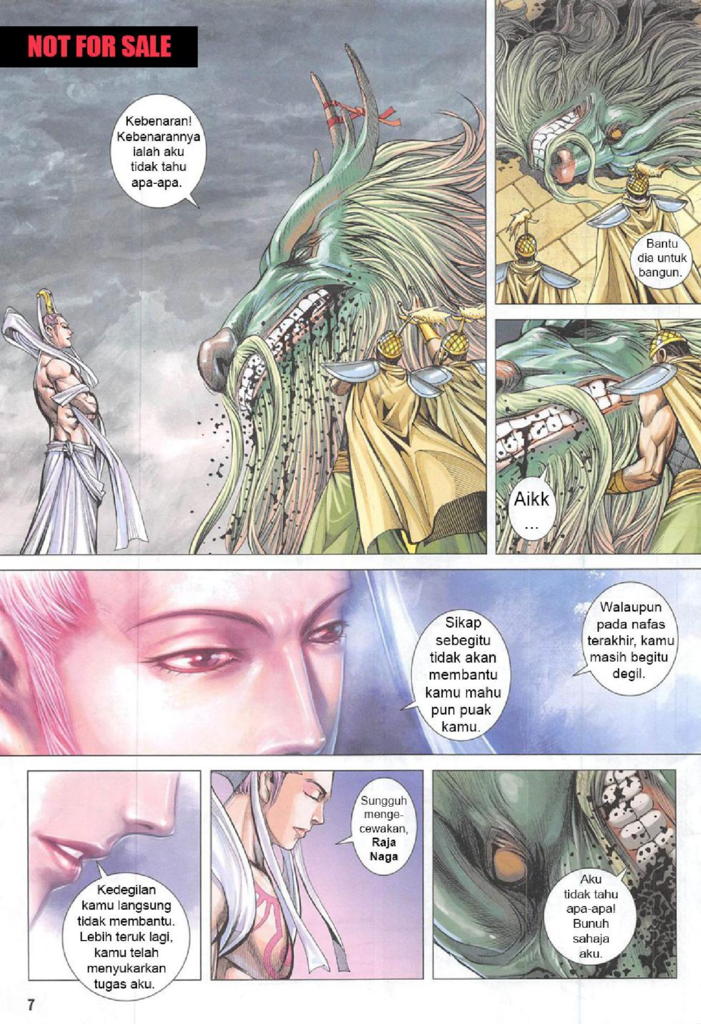 NOT FOR SALE
Kebenaran!
Kebenarannya
ialah aku
tidak tahu
apa-apa.
Bantu
dia untuk
bangun.
Aikk
...
Sikap
sebegitu
tidak akan
membantu
kamu mahu
pun puak
kamu.
Walaupun
pada nafas
terakhir, kamu
masih begitu
degil.
Kedegilan
kamu langsung
tidak membantu.
Lebih teruk lagi,
kamu telah
menyukarkan
tugas aku.
Sungguh
menge-
cewakan,
Raja
Naga
Aku
tidak tahu
apa-apa!
Bunuh
sahaja
aku.
7